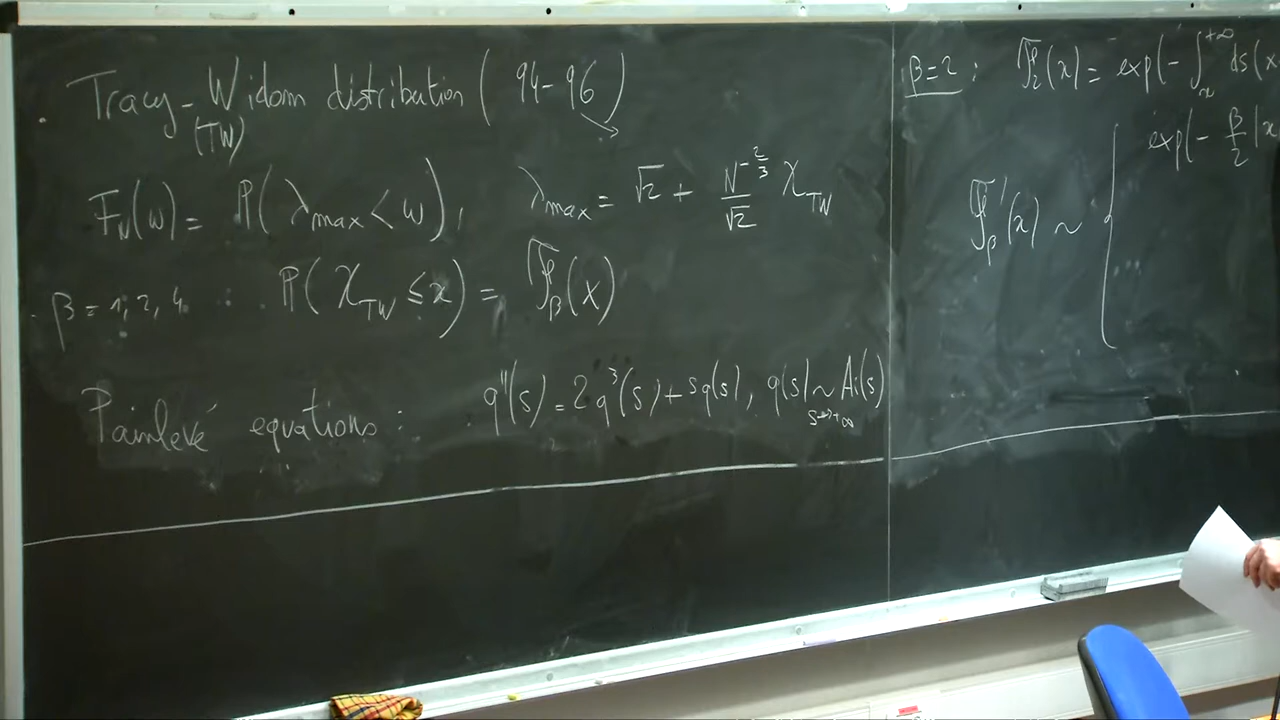 Tracy-Widom distribution (94-96)
(TW)
F_N(w) = P(λ_max < w), λ_max = √2 + N^{-2/3}/√2 χ_TW
β = 1, 2, 4 : P(χ_TW ≤ x) = F_β(x)
Painlevé equations : q''(s) = 2q³(s) + sq(s), q(s) ~ Ai(s)
s→+∞
β=2 : F_2(x) = exp(-∫_x^{+∞} ds(x
exp(-β/2 |x
F'_β(x) ~ {
...
...